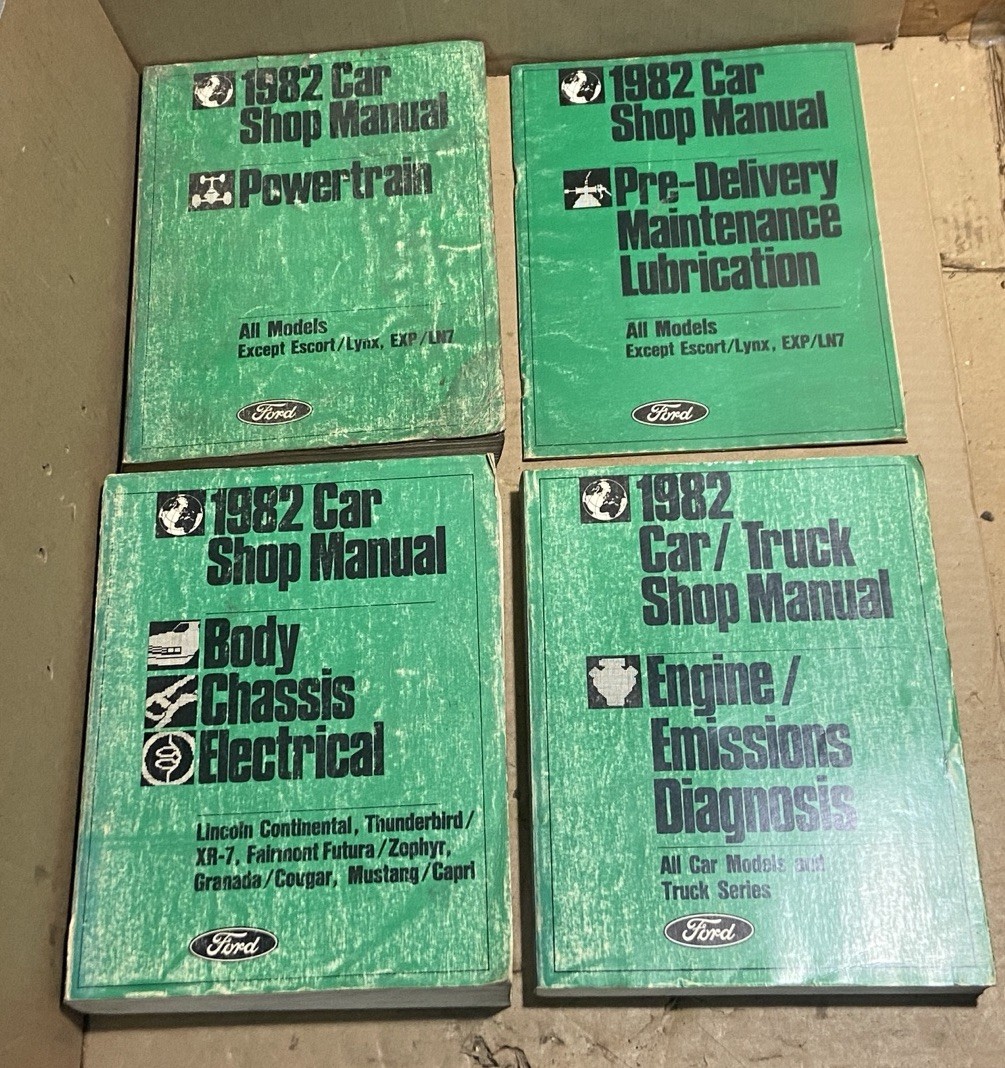 1982 Car
Shop Manual
Powertrain
All Models
Except Escort/Lynx, EXP/LN7
Ford
1982 Car
Shop Manual
Pre-Delivery
Maintenance
Lubrication
All Models
Except Escort/Lynx, EXP/LN7
Ford
1982 Car
Shop Manual
Body
Chassis
Electrical
Lincoln Continental, Thunderbird/
XR-7, Fairmont Futura/Zephyr,
Granada/Cougar, Mustang/Capri
Ford
1982
Car/Truck
Shop Manual
Engine/
Emissions
Diagnosis
All Car Models and
Truck Series
Ford